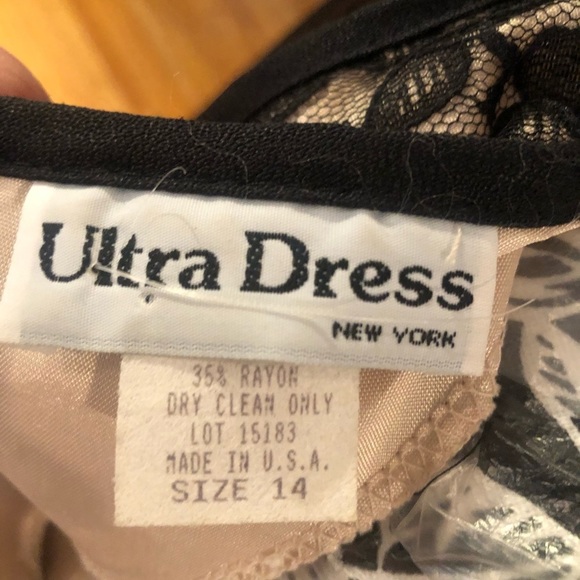 Ultra Dress
NEW YORK
35% RAYON
DRY CLEAN ONLY
LOT 15183
MADE IN U.S.A.
SIZE 14